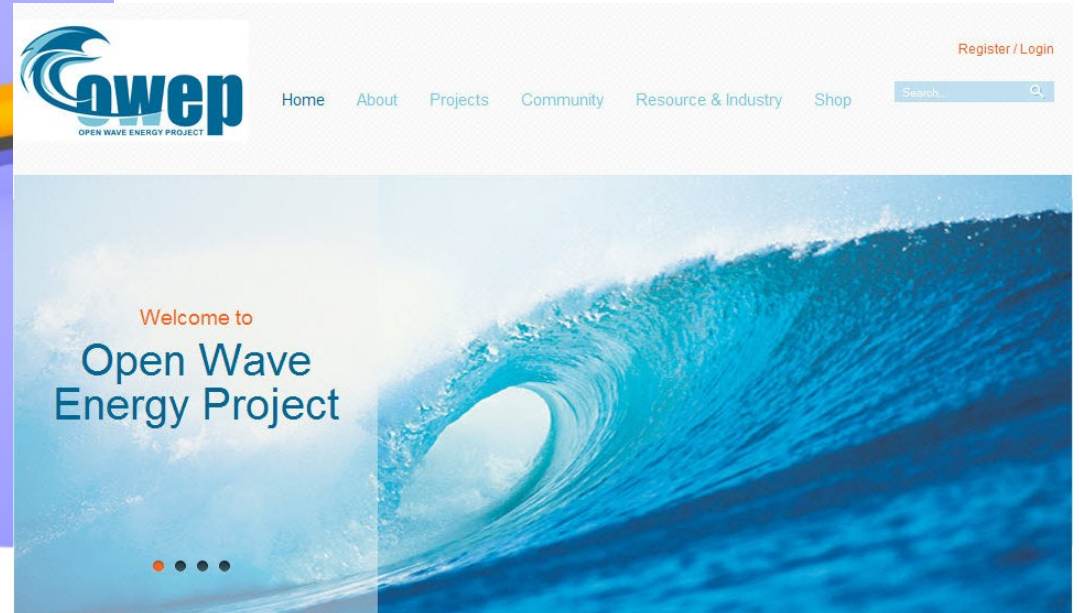 owep
OPEN WAVE ENERGY PROJECT
Register / Login
Home About Projects Community Resource & Industry Shop
Search...
Welcome to
Open Wave
Energy Project